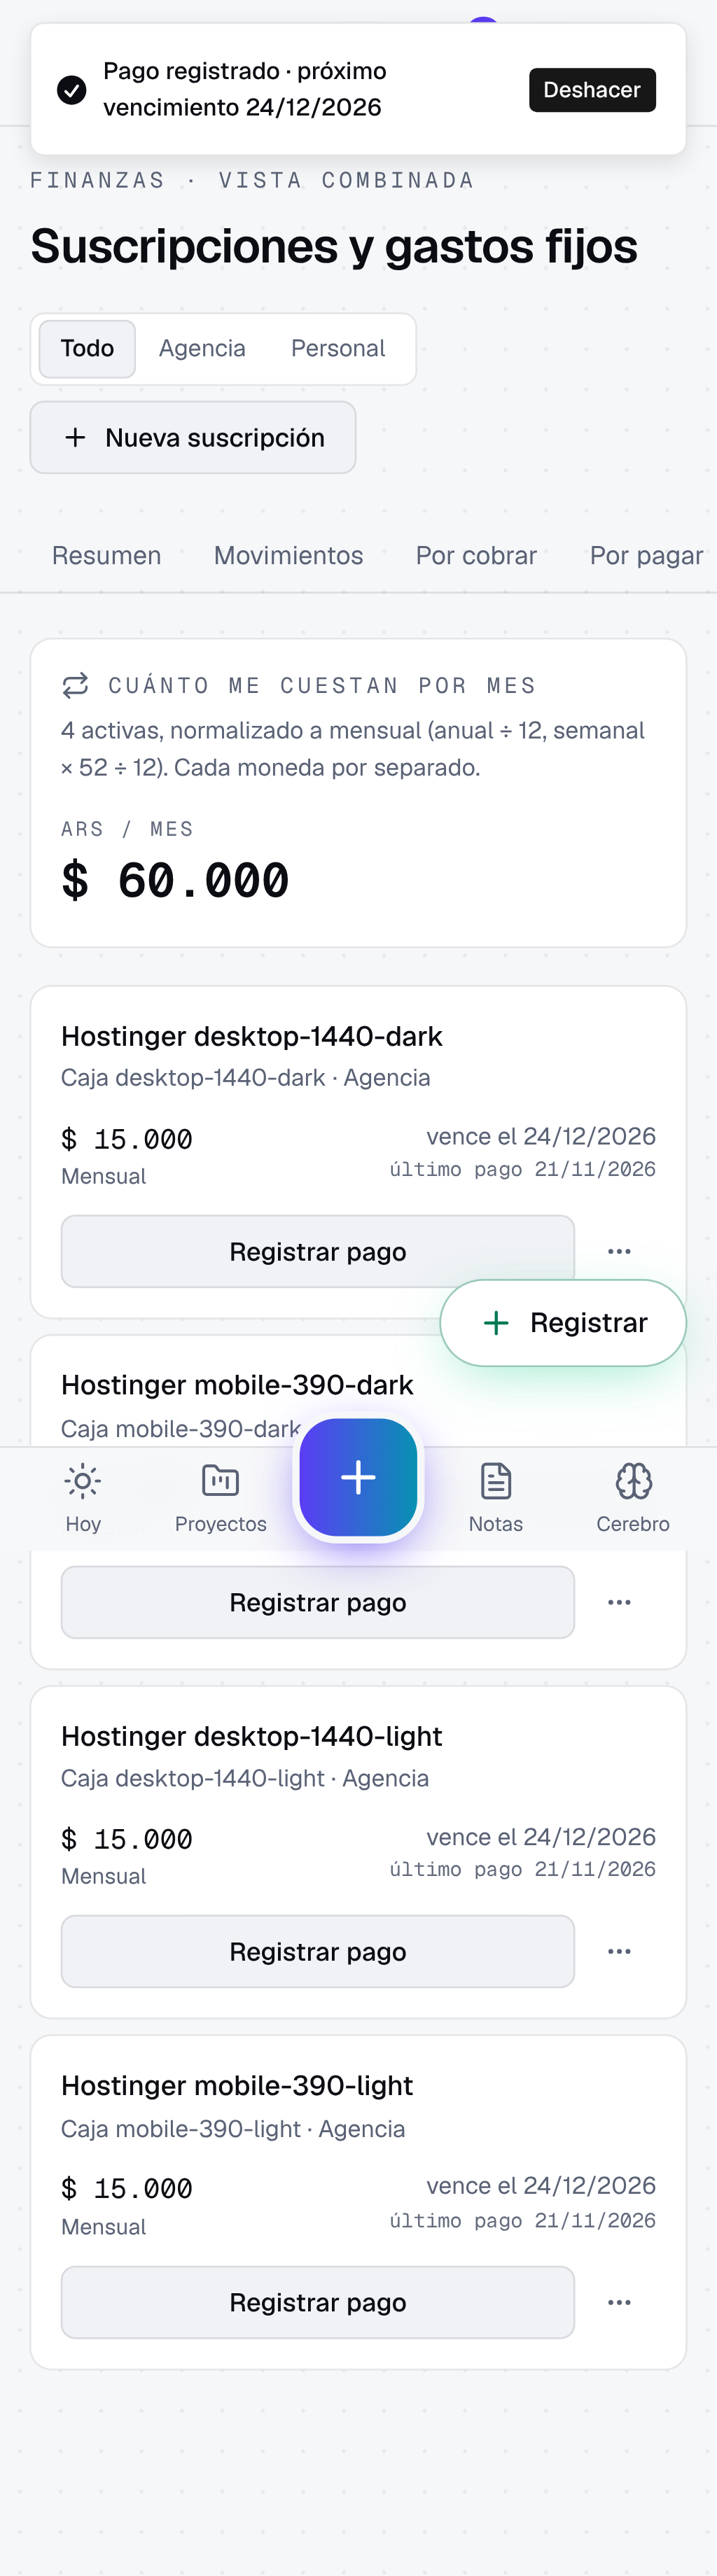 Pago registrado · próximo
vencimiento 24/12/2026
Deshacer
FINANZAS · VISTA COMBINADA
Suscripciones y gastos fijos
Todo
Agencia
Personal
+ Nueva suscripción
Resumen
Movimientos
Por cobrar
Por pagar
CUÁNTO ME CUESTAN POR MES
4 activas, normalizado a mensual (anual ÷ 12, semanal
× 52 ÷ 12). Cada moneda por separado.
ARS / MES
$ 60.000
Hostinger desktop-1440-dark
Caja desktop-1440-dark · Agencia
$ 15.000
vence el 24/12/2026
Mensual
último pago 21/11/2026
Registrar pago
+ Registrar
Hostinger mobile-390-dark
Caja mobile-390-dark
Hoy
Proyectos
Notas
Cerebro
Registrar pago
Hostinger desktop-1440-light
Caja desktop-1440-light · Agencia
$ 15.000
vence el 24/12/2026
Mensual
último pago 21/11/2026
Registrar pago
Hostinger mobile-390-light
Caja mobile-390-light · Agencia
$ 15.000
vence el 24/12/2026
Mensual
último pago 21/11/2026
Registrar pago